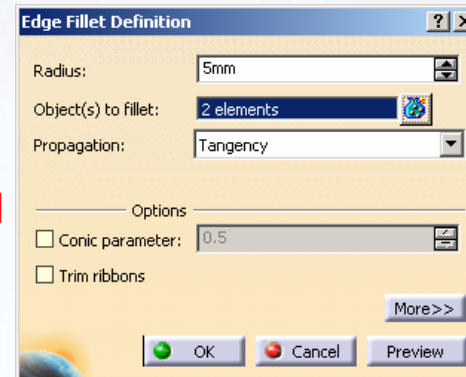 Edge Fillet Definition
Radius: 5mm
Object(s) to fillet: 2 elements
Propagation: Tangency
Options
Conic parameter: 0.5
Trim ribbons
More>>
OK Cancel Preview